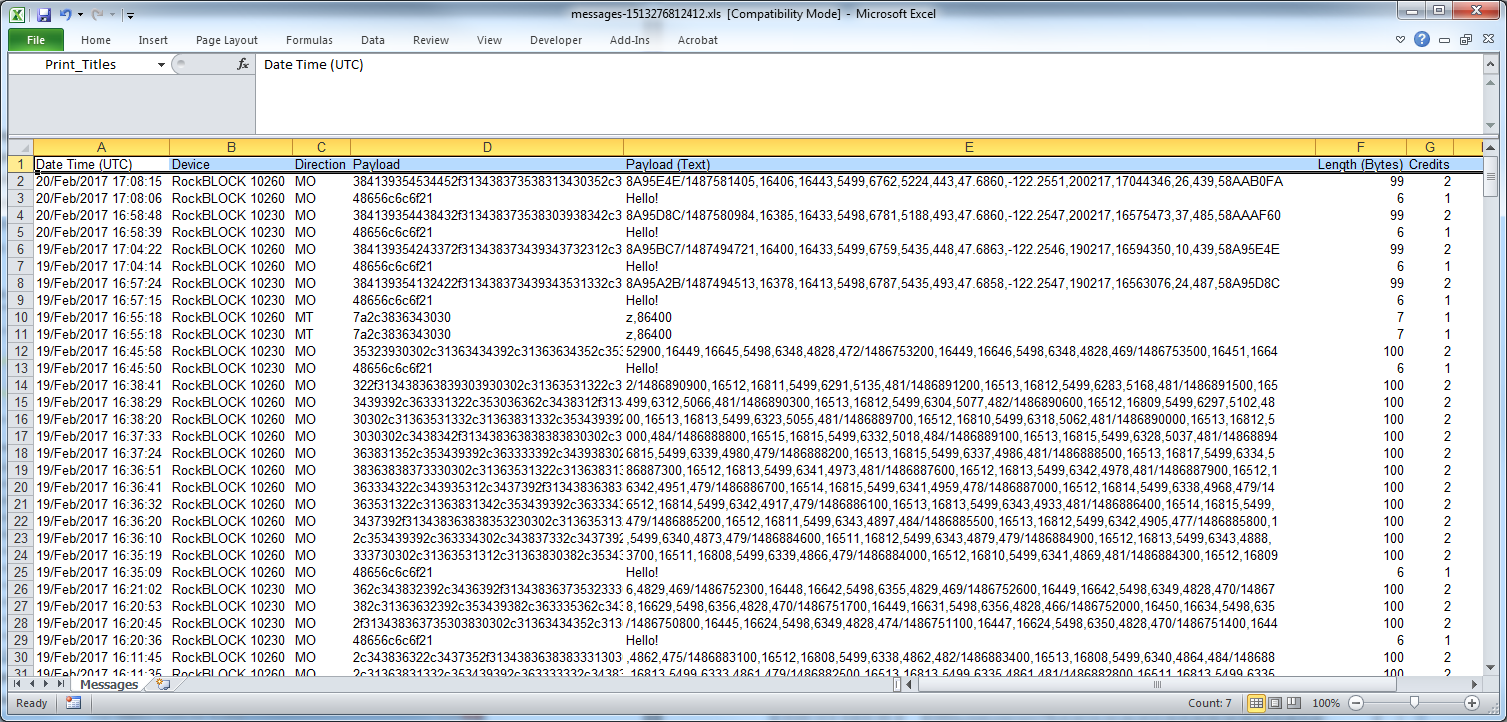 messages-1513276812412.xls [Compatibility Mode] - Microsoft Excel
File Home Insert Page Layout Formulas Data Review View Developer Add-Ins Acrobat
Print_Titles fx Date Time (UTC)
A B C D E F G
1 Date Time (UTC) Device Direction Payload Payload (Text) Length (Bytes) Credits
2 20/Feb/2017 17:08:15 RockBLOCK 10260 MO 384139354534452f313438373538313430352c3 8A95E4E/1487581405,16406,16443,5499,6762,5224,443,47.6860,-122.2551,200217,17044346,26,439,58AAB0FA 99 2
3 20/Feb/2017 17:08:06 RockBLOCK 10260 MO 48656c6c6f21 Hello! 6 1
4 20/Feb/2017 16:58:48 RockBLOCK 10230 MO 384139354438432f313438373538303938342c3 8A95D8C/1487580984,16385,16433,5499,6781,5188,493,47.6860,-122.2547,200217,16575473,37,485,58AAAF60 99 2
5 20/Feb/2017 16:58:39 RockBLOCK 10230 MO 48656c6c6f21 Hello! 6 1
6 19/Feb/2017 17:04:22 RockBLOCK 10260 MO 384139354243372f313438373439343732312c3 8A95BC7/1487494721,16400,16433,5499,6759,5435,448,47.6863,-122.2546,190217,16594350,10,439,58A95E4E 99 2
7 19/Feb/2017 17:04:14 RockBLOCK 10260 MO 48656c6c6f21 Hello! 6 1
8 19/Feb/2017 16:57:24 RockBLOCK 10230 MO 384139354132422f313438373439343531332c3 8A95A2B/1487494513,16378,16413,5498,6787,5435,493,47.6858,-122.2547,190217,16563076,24,487,58A95D8C 99 2
9 19/Feb/2017 16:57:15 RockBLOCK 10230 MO 48656c6c6f21 Hello! 6 1
10 19/Feb/2017 16:55:18 RockBLOCK 10260 MT 7a2c3836343030 z,86400 7 1
11 19/Feb/2017 16:55:18 RockBLOCK 10230 MT 7a2c3836343030 z,86400 7 1
12 19/Feb/2017 16:45:58 RockBLOCK 10230 MO 35323930302c31363434392c31363634352c353 52900,16449,16645,5498,6348,4828,472/1486753200,16449,16646,5498,6348,4828,469/1486753500,16451,1664 100 2
13 19/Feb/2017 16:45:50 RockBLOCK 10230 MO 48656c6c6f21 Hello! 6 1
14 19/Feb/2017 16:38:41 RockBLOCK 10260 MO 322f313438363839303930302c31363531322c3 2/1486890900,16512,16811,5499,6291,5135,481/1486891200,16513,16812,5499,6283,5168,481/1486891500,165 100 2
15 19/Feb/2017 16:38:29 RockBLOCK 10260 MO 3439392c363331322c353036362c3438312f3134 499,6312,5066,481/1486890300,16513,16812,5499,6304,5077,482/1486890600,16512,16809,5499,6297,5102,48 100 2
16 19/Feb/2017 16:38:20 RockBLOCK 10260 MO 30302c31363531332c31363831332c353439392 00,16513,16813,5499,6323,5055,481/1486889700,16512,16810,5499,6318,5062,481/1486890000,16513,16812,5 100 2
17 19/Feb/2017 16:37:33 RockBLOCK 10260 MO 3030302c3438342f313438363838383830302c3 000,484/1486888800,16515,16815,5499,6332,5018,484/1486889100,16513,16815,5499,6328,5037,481/14868894 100 2
18 19/Feb/2017 16:37:24 RockBLOCK 10260 MO 363831352c353439392c363333392c343938302 6815,5499,6339,4980,479/1486888200,16513,16815,5499,6337,4986,481/1486888500,16513,16817,5499,6334,5 100 2
19 19/Feb/2017 16:36:51 RockBLOCK 10260 MO 38363838373330302c31363531322c313638313 86887300,16512,16813,5499,6341,4973,481/1486887600,16512,16813,5499,6342,4978,481/1486887900,16512,1 100 2
20 19/Feb/2017 16:36:41 RockBLOCK 10260 MO 363334322c343935312c3437392f31343836383 6342,4951,479/1486886700,16514,16815,5499,6341,4959,478/1486887000,16512,16814,5499,6338,4968,479/14 100 2
21 19/Feb/2017 16:36:32 RockBLOCK 10260 MO 363531322c31363831342c353439392c3633343 6512,16814,5499,6342,4917,479/1486886100,16513,16813,5499,6343,4933,481/1486886400,16514,16815,5499, 100 2
22 19/Feb/2017 16:36:20 RockBLOCK 10260 MO 3437392f313438363838353230302c313635313 479/1486885200,16512,16811,5499,6343,4897,484/1486885500,16513,16812,5499,6342,4905,477/1486885800,1 100 2
23 19/Feb/2017 16:36:10 RockBLOCK 10260 MO 2c353439392c363334302c343837332c3437392 ,5499,6340,4873,479/1486884600,16511,16812,5499,6343,4879,479/1486884900,16512,16813,5499,6343,4888, 100 2
24 19/Feb/2017 16:35:19 RockBLOCK 10260 MO 333730302c31363531312c31363830382c35343 3700,16511,16808,5499,6339,4866,479/1486884000,16512,16810,5499,6341,4869,481/1486884300,16512,16809 100 2
25 19/Feb/2017 16:35:09 RockBLOCK 10260 MO 48656c6c6f21 Hello! 6 1
26 19/Feb/2017 16:21:02 RockBLOCK 10230 MO 362c343832392c3436392f313438363735323330 6,4829,469/1486752300,16448,16642,5498,6355,4829,469/1486752600,16449,16642,5498,6349,4828,470/14867 100 2
27 19/Feb/2017 16:20:53 RockBLOCK 10230 MO 382c31363632392c353439382c363335362c343 8,16629,5498,6356,4828,470/1486751700,16449,16631,5498,6356,4828,466/1486752000,16450,16634,5498,635 100 2
28 19/Feb/2017 16:20:45 RockBLOCK 10230 MO 2f313438363735303830302c31363434352c313 /1486750800,16445,16624,5498,6349,4828,474/1486751100,16447,16624,5498,6350,4828,470/1486751400,1644 100 2
29 19/Feb/2017 16:20:36 RockBLOCK 10230 MO 48656c6c6f21 Hello! 6 1
30 19/Feb/2017 16:11:45 RockBLOCK 10260 MO 2c343836322c3437352f31343836383833313030 ,4862,475/1486883100,16512,16808,5499,6338,4862,482/1486883400,16513,16808,5499,6340,4864,484/148688 100 2
Messages
Ready Count: 7 100%